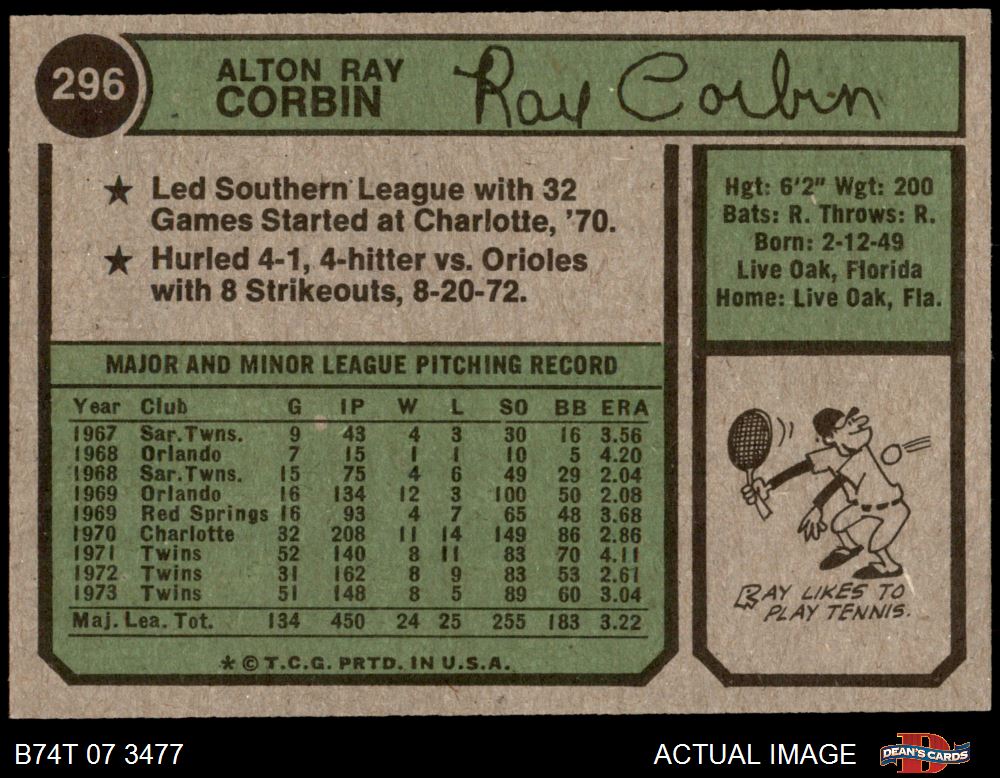 296
ALTON RAY
CORBIN
Ray Corbin
★ Led Southern League with 32
Games Started at Charlotte, '70.
★ Hurled 4-1, 4-hitter vs. Orioles
with 8 Strikeouts, 8-20-72.
Hgt: 6'2" Wgt: 200
Bats: R. Throws: R.
Born: 2-12-49
Live Oak, Florida
Home: Live Oak, Fla.
MAJOR AND MINOR LEAGUE PITCHING RECORD
Year Club G IP W L SO BB ERA
1967 Sar. Twns. 9 43 4 3 30 16 3.56
1968 Orlando 7 15 1 1 10 5 4.20
1968 Sar. Twns. 15 75 4 6 49 29 2.04
1969 Orlando 16 134 12 3 100 50 2.08
1969 Red Springs 16 93 4 7 65 48 3.68
1970 Charlotte 32 208 11 14 149 86 2.86
1971 Twins 52 140 8 11 83 70 4.11
1972 Twins 31 162 8 9 83 53 2.61
1973 Twins 51 148 8 5 89 60 3.04
Maj. Lea. Tot. 134 450 24 25 255 183 3.22
* © T.C.G. PRTD. IN U.S.A.
RAY LIKES TO
PLAY TENNIS.
B74T 07 3477
ACTUAL IMAGE
D
DEAN'S CARDS